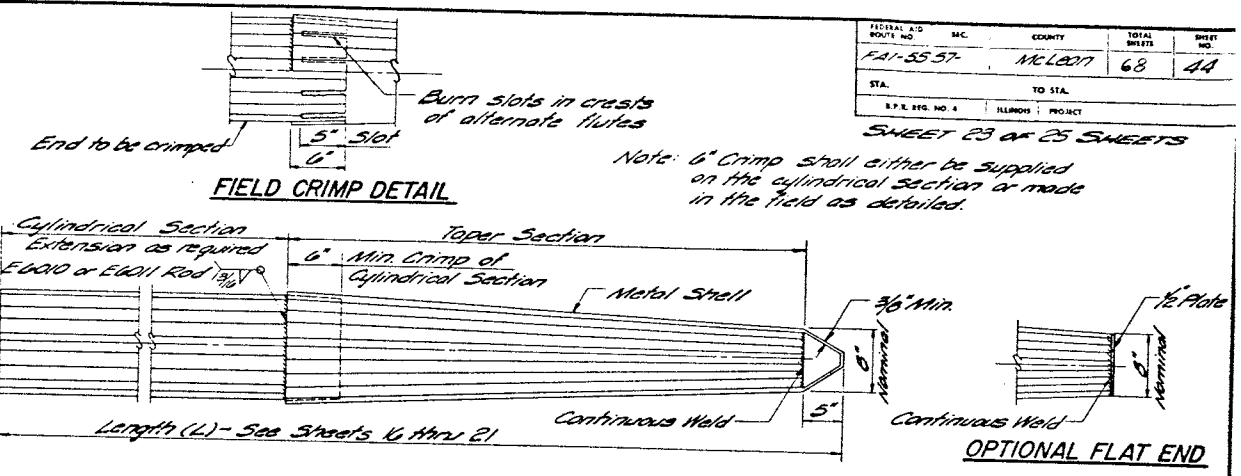 FEDERAL AID ROUTE NO. SEC. COUNTY TOTAL SHEETS SHEET NO.
FAI-55 57- McLean 68 44
STA. TO STA.
B.P.R. REG. NO. 4 ILLINOIS PROJECT
SHEET 23 OF 25 SHEETS
Burn slots in crests
of alternate flutes
End to be crimped
5" Slot
6"
FIELD CRIMP DETAIL
Note: 6" Crimp shall either be supplied
on the cylindrical section or made
in the field as detailed.
Cylindrical Section
Extension as required
E6010 or E6011 Rod 3/16
Taper Section
6" Min. Crimp of
Cylindrical Section
Metal Shell
3/8" Min.
8"
Nominal
5"
Continuous Weld
Length (L) - See Sheets 16 thru 21
1/2" Plate
8"
Nominal
Continuous Weld
OPTIONAL FLAT END